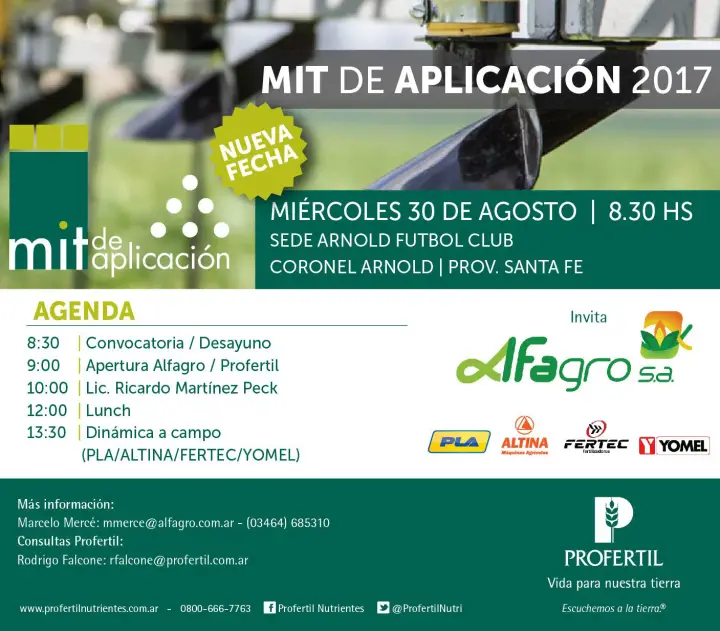 MIT DE APLICACIÓN 2017
NUEVA
FECHA
mit de
aplicación
MIÉRCOLES 30 DE AGOSTO | 8.30 HS
SEDE ARNOLD FUTBOL CLUB
CORONEL ARNOLD | PROV. SANTA FE
AGENDA
8:30 | Convocatoria / Desayuno
9:00 | Apertura Alfagro / Profertil
10:00 | Lic. Ricardo Martínez Peck
12:00 | Lunch
13:30 | Dinámica a campo
(PLA/ALTINA/FERTEC/YOMEL)
Invita
Alfagro s.a.
PLA
ALTINA
Máquinas Agrícolas
FERTEC
Fertilizadoras
YOMEL
Más información:
Marcelo Mercé: mmerce@alfagro.com.ar - (03464) 685310
Consultas Profertil:
Rodrigo Falcone: rfalcone@profertil.com.ar
www.profertilnutrientes.com.ar - 0800-666-7763 Profertil Nutrientes @ProfertilNutri
PROFERTIL
Vida para nuestra tierra
Escuchemos a la tierra.®